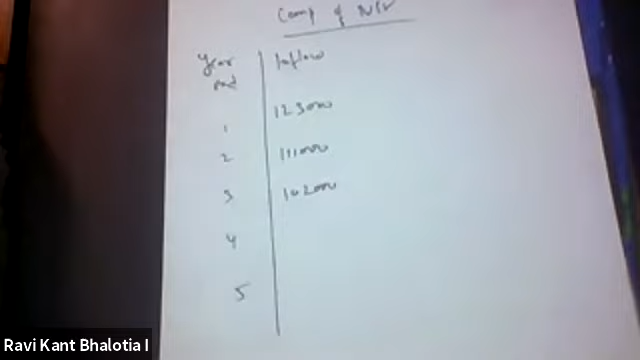 Comp of NPV
Year end | Inflow
1 | 123000
2 | 111000
3 | 102000
4
5
Ravi Kant Bhalotia I